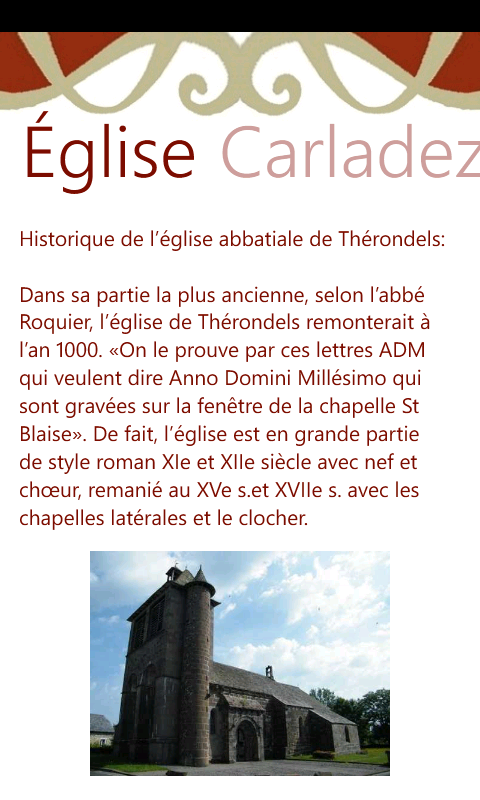 Église Carladez
Historique de l'église abbatiale de Thérondels:
Dans sa partie la plus ancienne, selon l'abbé
Roquier, l'église de Thérondels remonterait à
l'an 1000. «On le prouve par ces lettres ADM
qui veulent dire Anno Domini Millésimo qui
sont gravées sur la fenêtre de la chapelle St
Blaise». De fait, l'église est en grande partie
de style roman XIe et XIIe siècle avec nef et
chœur, remanié au XVe s.et XVIIe s. avec les
chapelles latérales et le clocher.